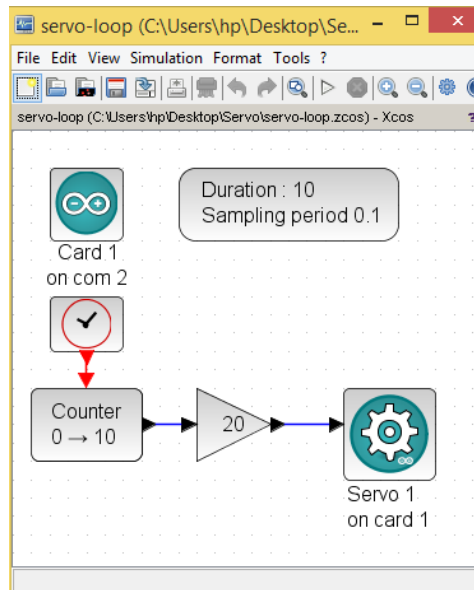 servo-loop (C:\Users\hp\Desktop\Se...
File Edit View Simulation Format Tools ?
servo-loop (C:\Users\hp\Desktop\Servo\servo-loop.zcos) - Xcos
Duration : 10
Sampling period 0.1
Card 1
on com 2
Counter
0 → 10
20
Servo 1
on card 1